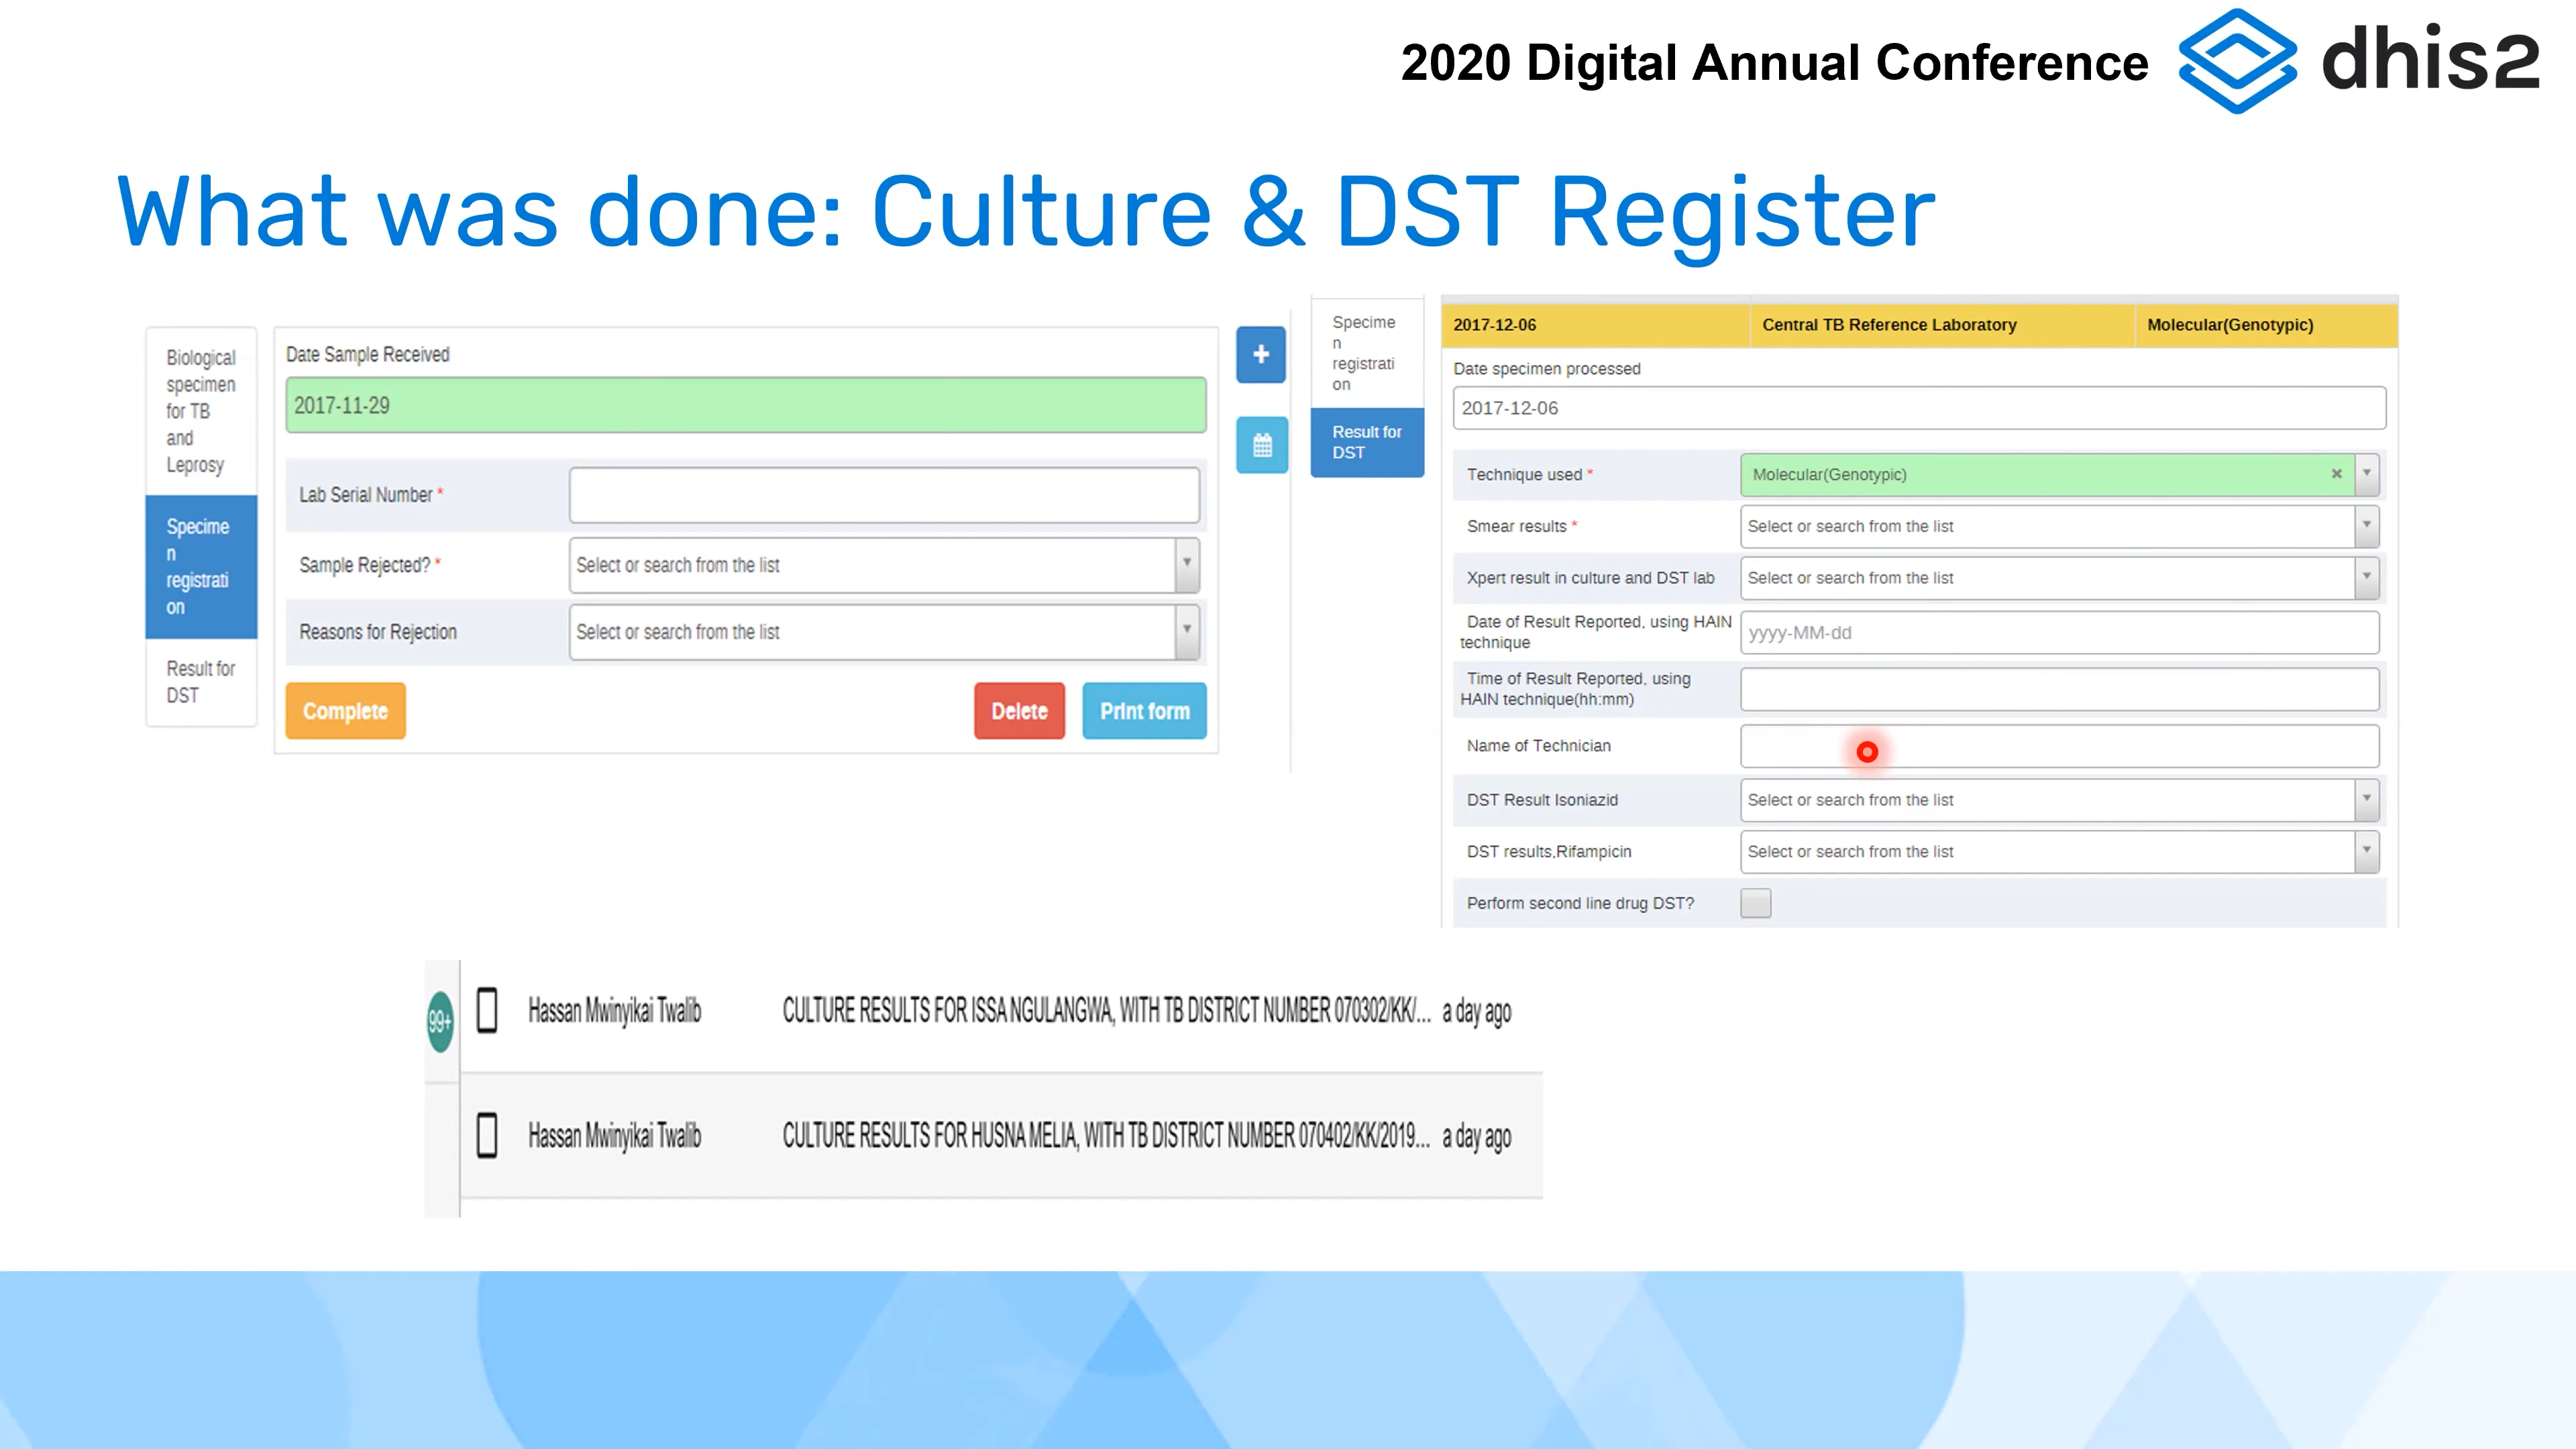 2020 Digital Annual Conference
dhis2
What was done: Culture & DST Register
Biological
specimen
for TB
and
Leprosy
Specime
n
registrati
on
Result for
DST
Date Sample Received
2017-11-29
Lab Serial Number *
Sample Rejected? * Select or search from the list
Reasons for Rejection Select or search from the list
Complete Delete Print form
+
Specime
n
registrati
on
Result for
DST
2017-12-06 Central TB Reference Laboratory Molecular(Genotypic)
Date specimen processed
2017-12-06
Technique used * Molecular(Genotypic) ×
Smear results * Select or search from the list
Xpert result in culture and DST lab Select or search from the list
Date of Result Reported, using HAIN
technique
yyyy-MM-dd
Time of Result Reported, using
HAIN technique(hh:mm)
Name of Technician
DST Result Isoniazid Select or search from the list
DST results,Rifampicin Select or search from the list
Perform second line drug DST?
99+
Hassan Mwinyikai Twalib CULTURE RESULTS FOR ISSA NGULANGWA, WITH TB DISTRICT NUMBER 070302/KK/... a day ago
Hassan Mwinyikai Twalib CULTURE RESULTS FOR HUSNA MELIA, WITH TB DISTRICT NUMBER 070402/KK/2019... a day ago